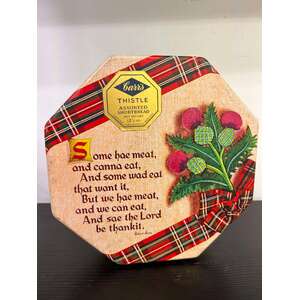 Carr's
THISTLE
ASSORTED
SHORTBREAD
Some hae meat,
and canna eat,
And some wad eat
that want it,
But we hae meat,
and we can eat,
And sae the Lord
be thankit.